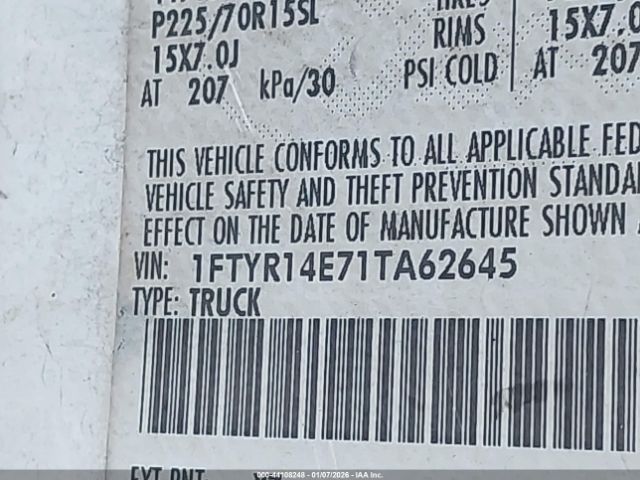 P225/70R15SL
RIMS
15X7.0
15X7.0J
PSI COLD
AT 207 kPa/30
AT 207
THIS VEHICLE CONFORMS TO ALL APPLICABLE FED
VEHICLE SAFETY AND THEFT PREVENTION STANDA
EFFECT ON THE DATE OF MANUFACTURE SHOWN
VIN: 1FTYR14E71TA62645
TYPE: TRUCK
EXT PNT
000-44108248 - 01/07/2026 - IAA Inc.